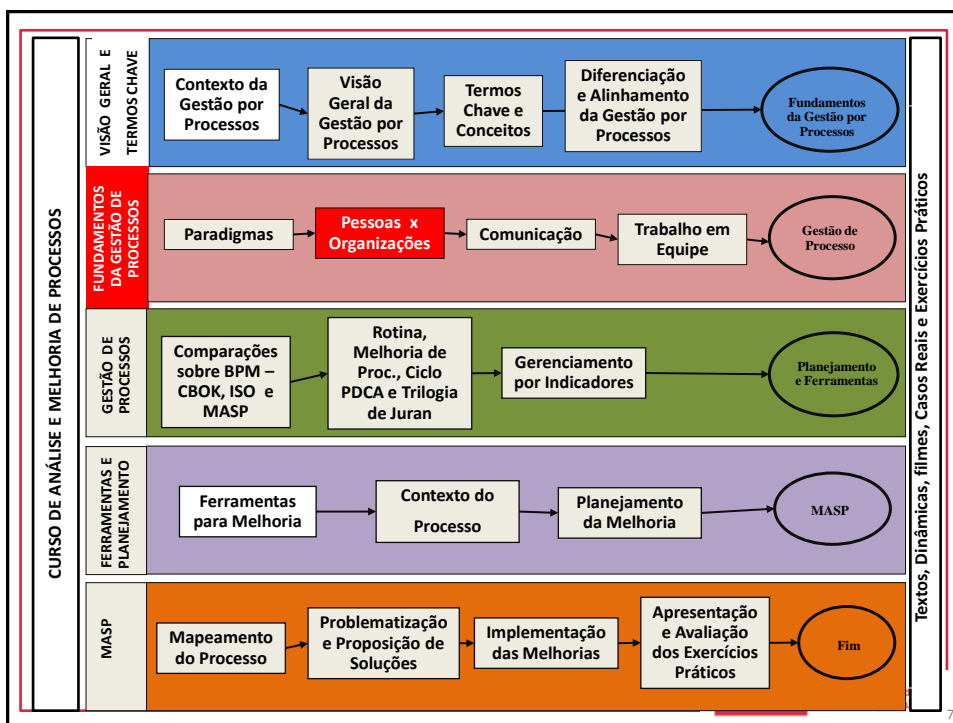 CURSO DE ANÁLISE E MELHORIA DE PROCESSOS
VISÃO GERAL E
TERMOS CHAVE
Contexto da
Gestão por
Processos
Visão
Geral da
Gestão por
Processos
Termos
Chave e
Conceitos
Diferenciação
e Alinhamento
da Gestão por
Processos
Fundamentos
da Gestão por
Processos
FUNDAMENTOS
DA GESTÃO DE
PROCESSOS
Paradigmas
Pessoas x
Organizações
Comunicação
Trabalho em
Equipe
Gestão de
Processo
GESTÃO DE
PROCESSOS
Comparações
sobre BPM –
CBOK, ISO e
MASP
Rotina,
Melhoria de
Proc., Ciclo
PDCA e Trilogia
de Juran
Gerenciamento
por Indicadores
Planejamento
e Ferramentas
FERRAMENTAS E
PLANEJAMENTO
Ferramentas
para Melhoria
Contexto do
Processo
Planejamento
da Melhoria
MASP
MASP
Mapeamento
do Processo
Problematização
e Proposição de
Soluções
Implementação
das Melhorias
Apresentação
e Avaliação
dos Exercícios
Práticos
Fim
Textos, Dinâmicas, filmes, Casos Reais e Exercícios Práticos
7